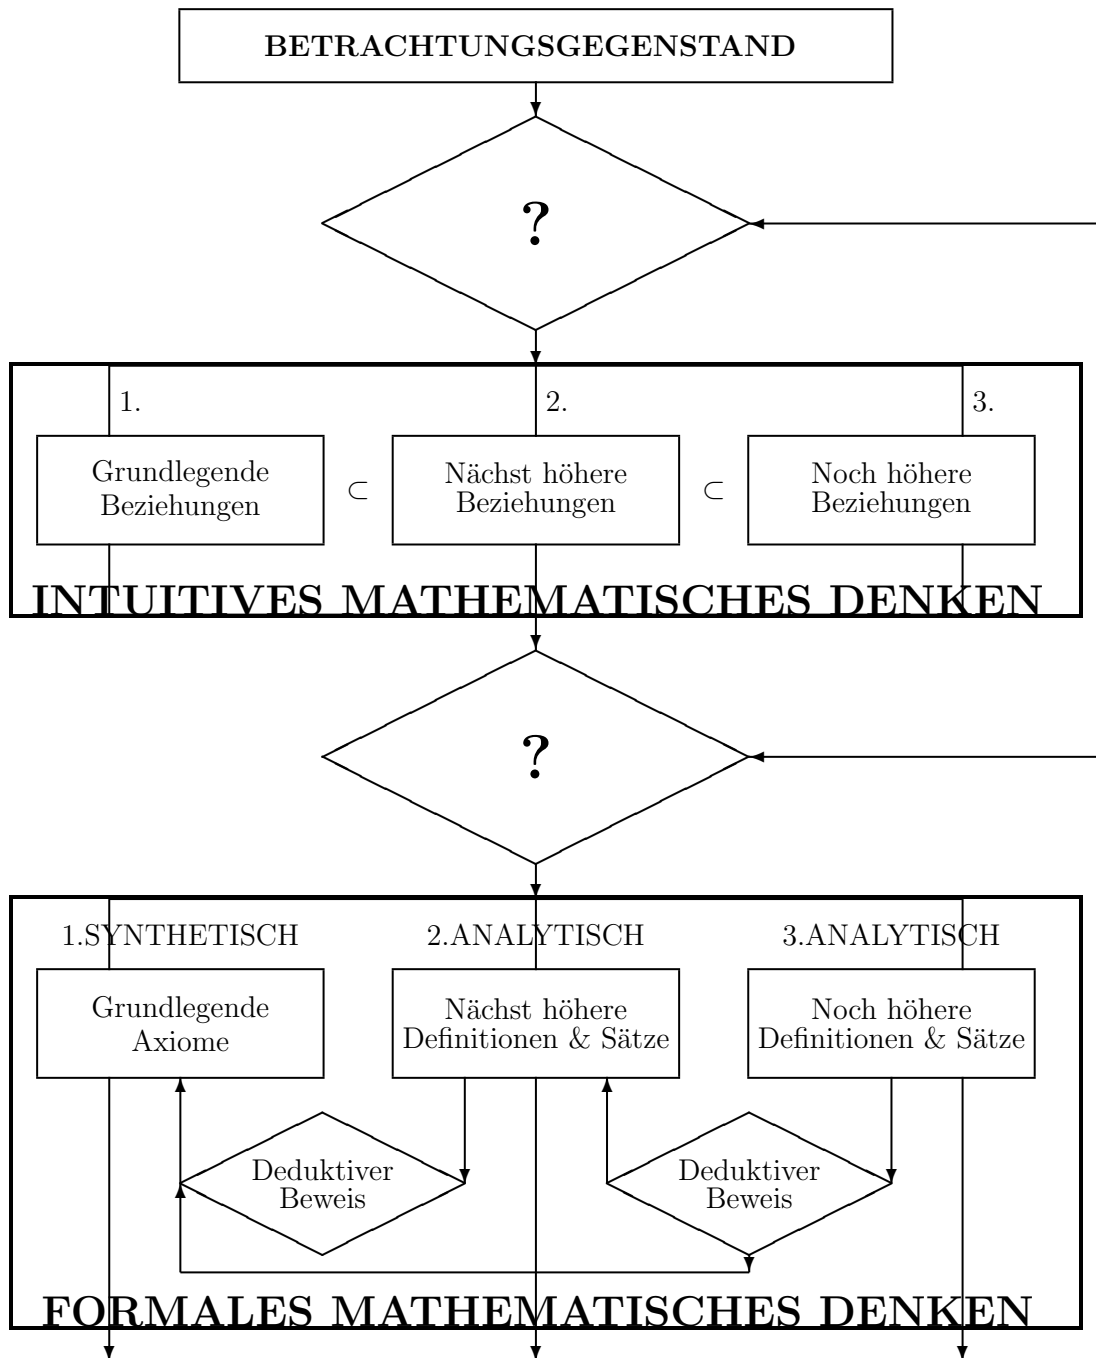 BETRACHTUNGSGEGENSTAND
?
1.
2.
3.
Grundlegende
Beziehungen
⊂
Nächst höhere
Beziehungen
⊂
Noch höhere
Beziehungen
INTUITIVES MATHEMATISCHES DENKEN
?
1.SYNTHETISCH
2.ANALYTISCH
3.ANALYTISCH
Grundlegende
Axiome
Nächst höhere
Definitionen & Sätze
Noch höhere
Definitionen & Sätze
Deduktiver
Beweis
Deduktiver
Beweis
FORMALES MATHEMATISCHES DENKEN